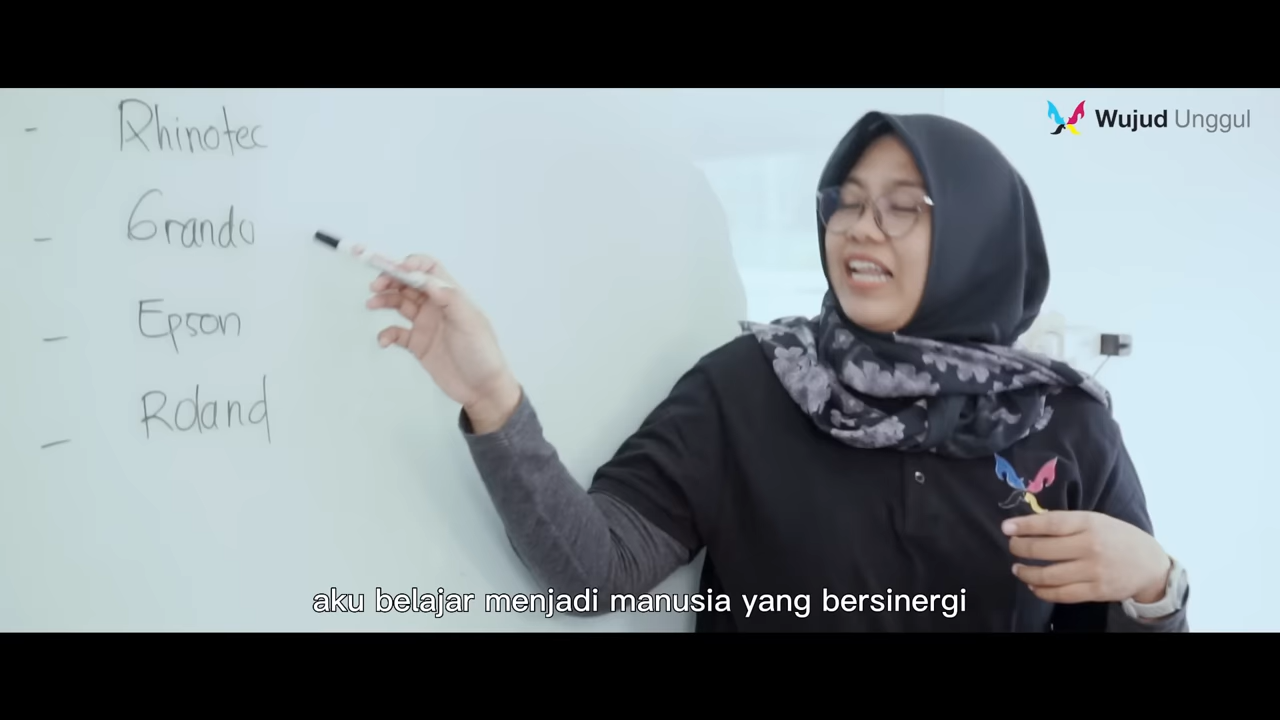 Wujud Unggul
- Rhinotec
- Grando
- Epson
- Roland
aku belajar menjadi manusia yang bersinergi